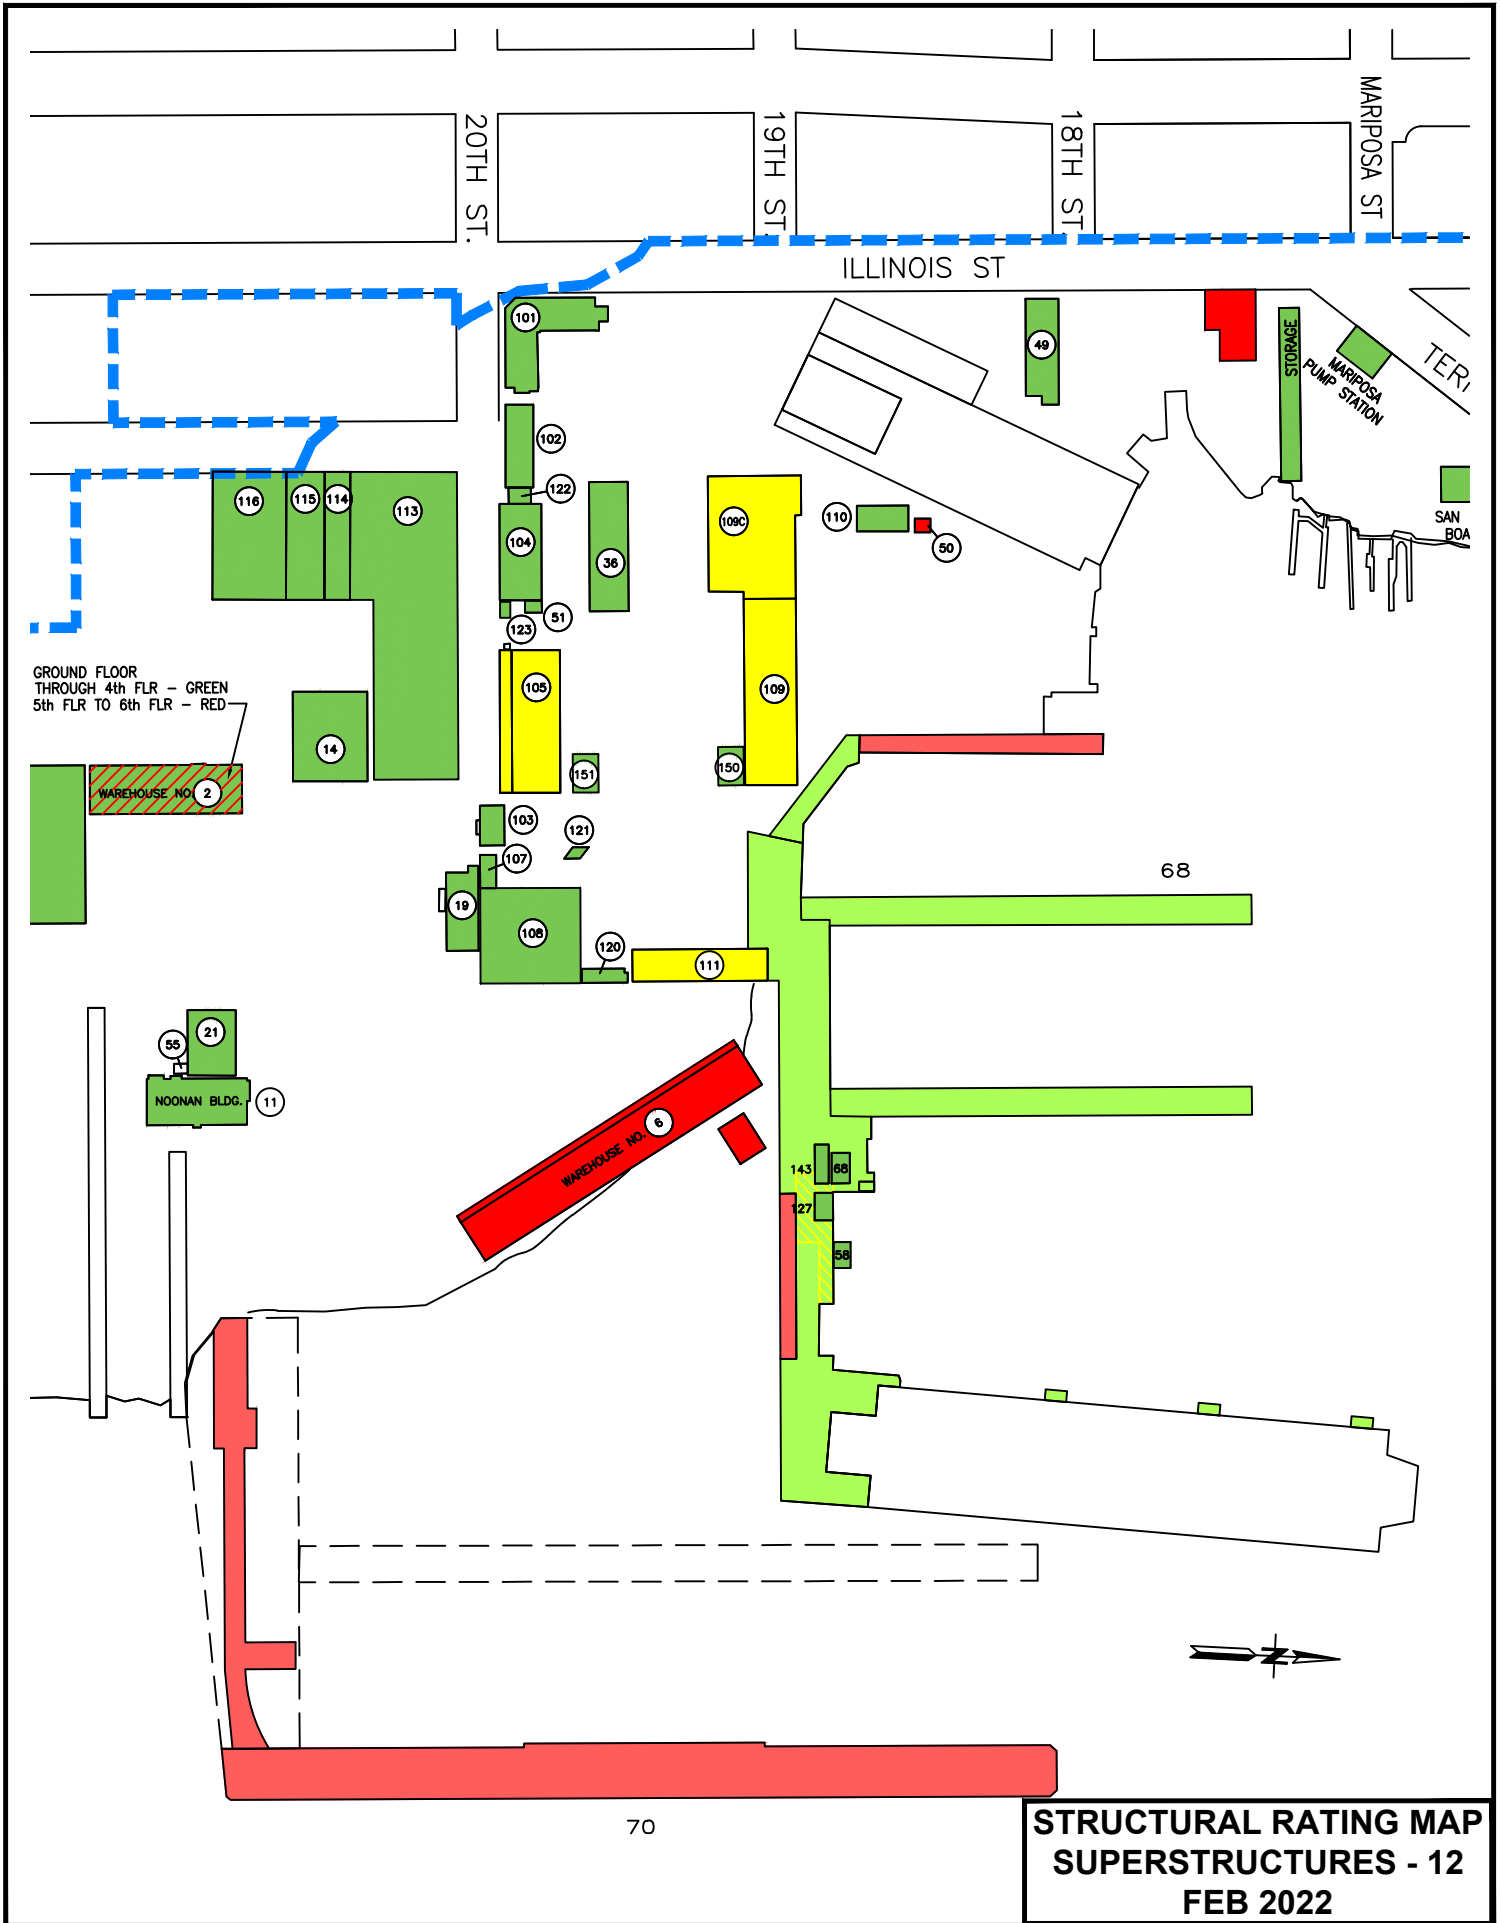 20TH ST.
19TH ST.
18TH ST.
MARIPOSA ST
ILLINOIS ST
101
49
STORAGE
MARIPOSA
PUMP STATION
102
122
116
115
114
113
104
36
109C
110
50
SAN
BOA
51
123
GROUND FLOOR
THROUGH 4th FLR – GREEN
5th FLR TO 6th FLR – RED
105
109
14
151
150
WAREHOUSE NO.
2
103
121
107
68
19
108
120
111
21
55
NOONAN BLDG.
11
WAREHOUSE NO.
6
143
68
127
58
Z
70
STRUCTURAL RATING MAP
SUPERSTRUCTURES - 12
FEB 2022